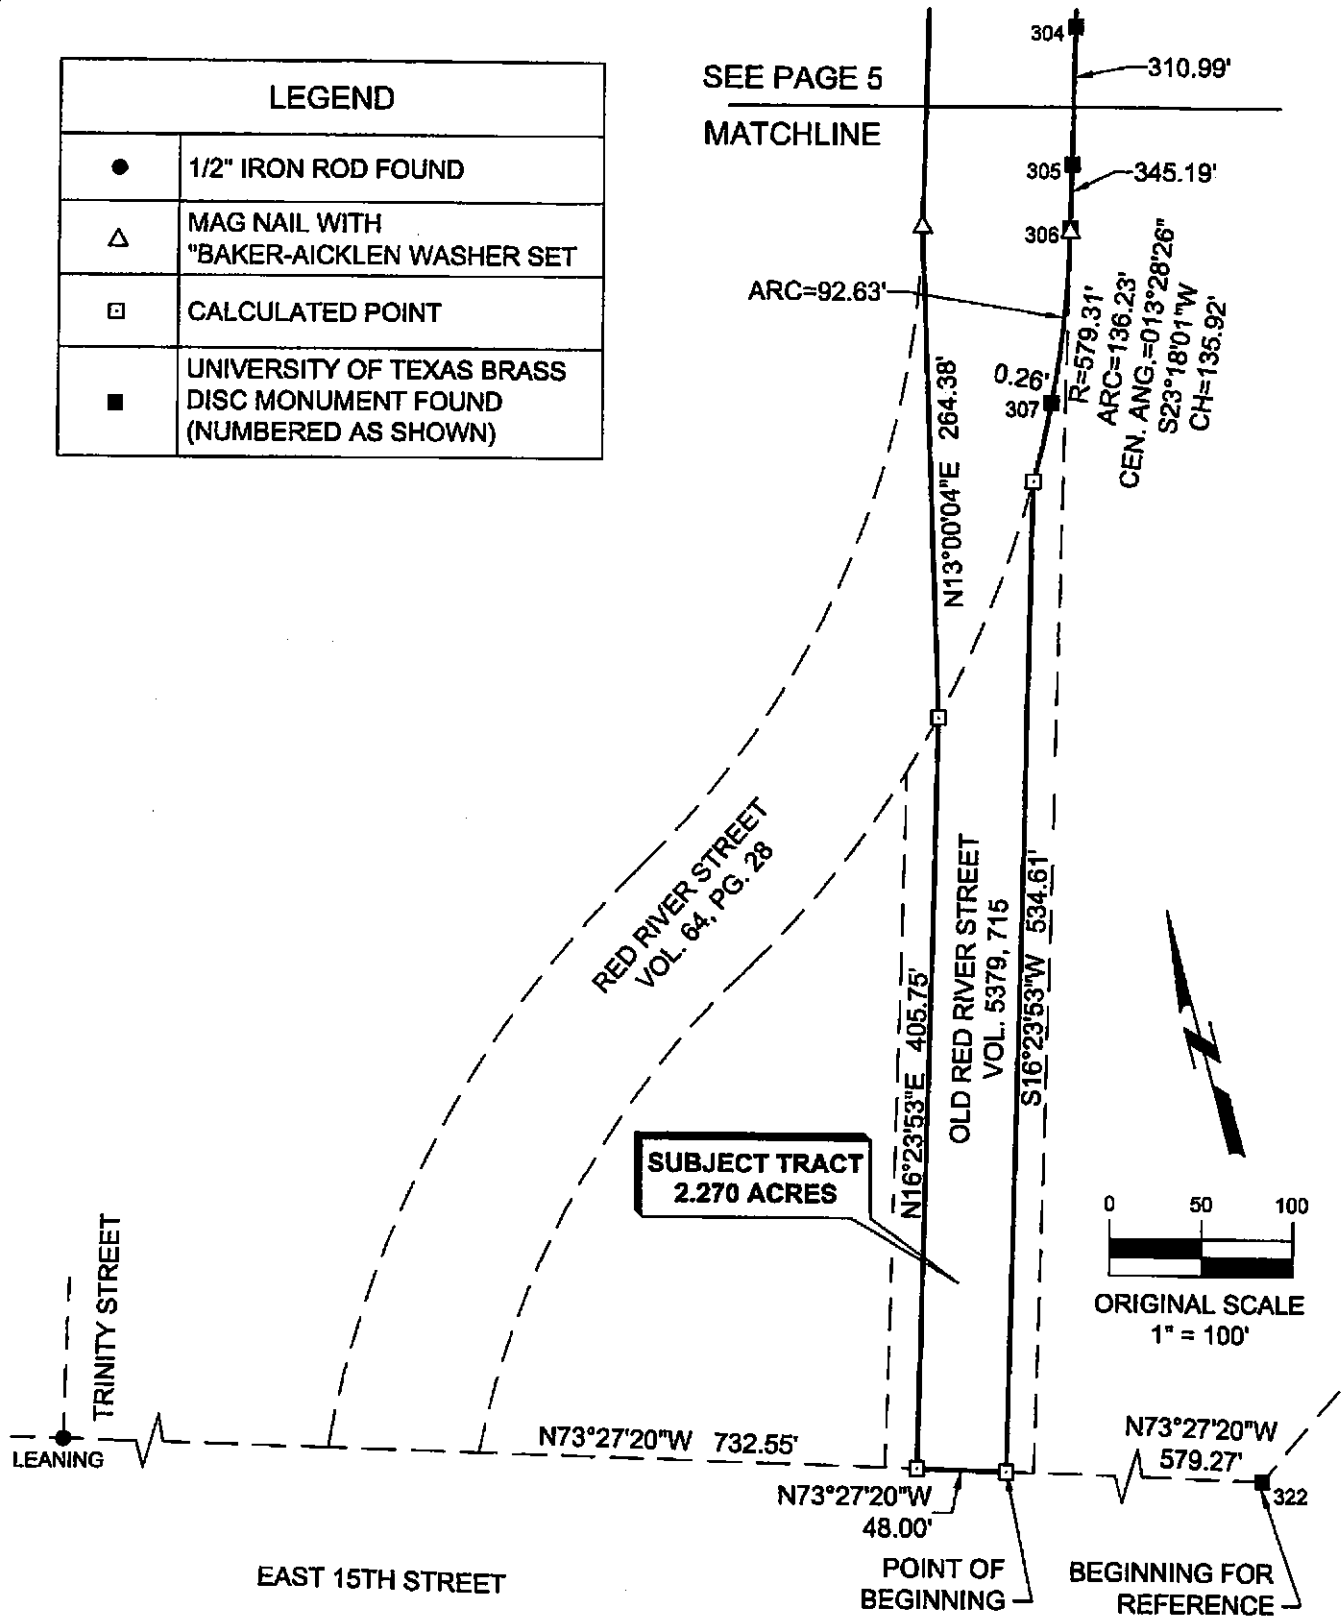 LEGEND
1/2" IRON ROD FOUND
MAG NAIL WITH
"BAKER-AICKLEN WASHER SET
CALCULATED POINT
UNIVERSITY OF TEXAS BRASS
DISC MONUMENT FOUND
(NUMBERED AS SHOWN)
SEE PAGE 5
MATCHLINE
304
310.99'
305
345.19'
306
ARC=92.63'
0.26'
307
R=579.31'
ARC=136.23'
CEN. ANG.=013°28'26"
S23°18'01"W
CH=135.92'
N13°00'04"E 264.38'
RED RIVER STREET
VOL. 64, PG. 28
OLD RED RIVER STREET
VOL. 5379, 715
N16°23'53"E 405.75'
S16°23'53"W 534.61'
SUBJECT TRACT
2.270 ACRES
0 50 100
ORIGINAL SCALE
1" = 100'
TRINITY STREET
LEANING
N73°27'20"W 732.55'
N73°27'20"W
48.00'
N73°27'20"W
579.27'
322
POINT OF
BEGINNING
BEGINNING FOR
REFERENCE
EAST 15TH STREET